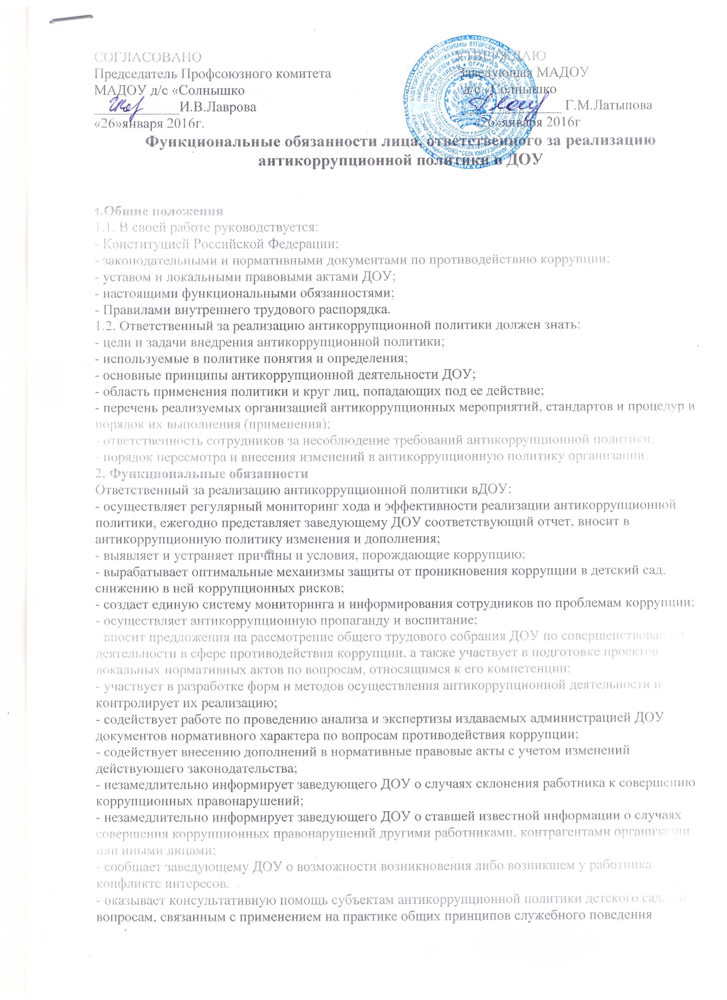 СОГЛАСОВАНО
Председатель Профсоюзного комитета
МАДОУ д/с «Солнышко
И.В.Лаврова
«26»января 2016г.
УТВЕРЖДАЮ
Заведующая МАДОУ
д/с «Солнышко
Г.М.Латыпова
«26»января 2016г
Функциональные обязанности лица, ответственного за реализацию
антикоррупционной политики в ДОУ
1.Общие положения
1.1. В своей работе руководствуется:
- Конституцией Российской Федерации;
- законодательными и нормативными документами по противодействию коррупции;
- уставом и локальными правовыми актами ДОУ;
- настоящими функциональными обязанностями;
- Правилами внутреннего трудового распорядка.
1.2. Ответственный за реализацию антикоррупционной политики должен знать:
- цели и задачи внедрения антикоррупционной политики;
- используемые в политике понятия и определения;
- основные принципы антикоррупционной деятельности ДОУ;
- область применения политики и круг лиц, попадающих под ее действие;
- перечень реализуемых организацией антикоррупционных мероприятий, стандартов и процедур и
порядок их выполнения (применения);
- ответственность сотрудников за несоблюдение требований антикоррупционной политики;
- порядок пересмотра и внесения изменений в антикоррупционную политику организации.
2. Функциональные обязанности
Ответственный за реализацию антикоррупционной политики вДОУ:
- осуществляет регулярный мониторинг хода и эффективности реализации антикоррупционной
политики, ежегодно представляет заведующему ДОУ соответствующий отчет, вносит в
антикоррупционную политику изменения и дополнения;
- выявляет и устраняет причины и условия, порождающие коррупцию;
- вырабатывает оптимальные механизмы защиты от проникновения коррупции в детский сад,
снижению в ней коррупционных рисков;
- создает единую систему мониторинга и информирования сотрудников по проблемам коррупции;
- осуществляет антикоррупционную пропаганду и воспитание;
- вносит предложения на рассмотрение общего трудового собрания ДОУ по совершенствованию
деятельности в сфере противодействия коррупции, а также участвует в подготовке проектов
локальных нормативных актов по вопросам, относящимся к его компетенции;
- участвует в разработке форм и методов осуществления антикоррупционной деятельности и
контролирует их реализацию;
- содействует работе по проведению анализа и экспертизы издаваемых администрацией ДОУ
документов нормативного характера по вопросам противодействия коррупции;
- содействует внесению дополнений в нормативные правовые акты с учетом изменений
действующего законодательства;
- незамедлительно информирует заведующего ДОУ о случаях склонения работника к совершению
коррупционных правонарушений;
- незамедлительно информирует заведующего ДОУ о ставшей известной информации о случаях
совершения коррупционных правонарушений другими работниками, контрагентами организации
или иными лицами;
- сообщает заведующему ДОУ о возможности возникновения либо возникшем у работника
конфликте интересов.
- оказывает консультативную помощь субъектам антикоррупционной политики детского сада по
вопросам, связанным с применением на практике общих принципов служебного поведения